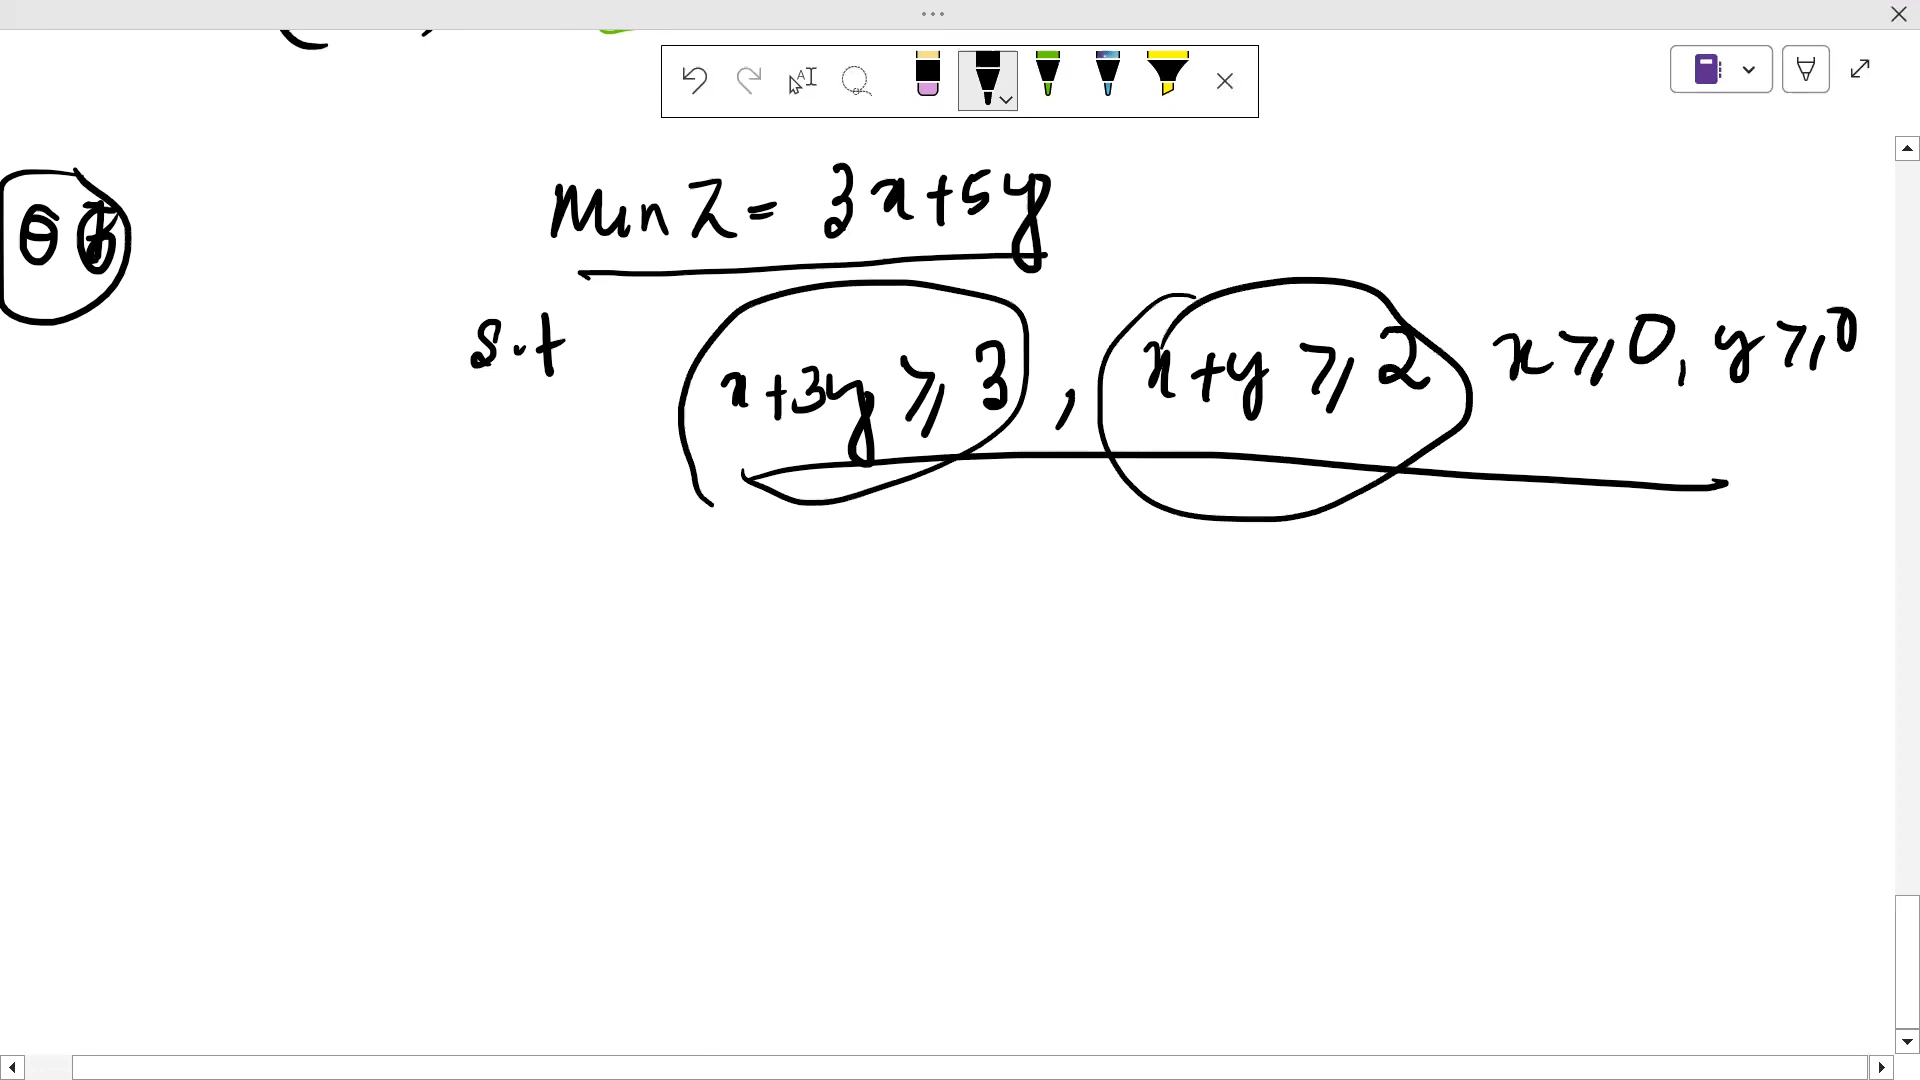 Min Z = 3x+5y
s.t x+3y ⩾ 3, x+y ⩾ 2 x⩾0, y⩾0